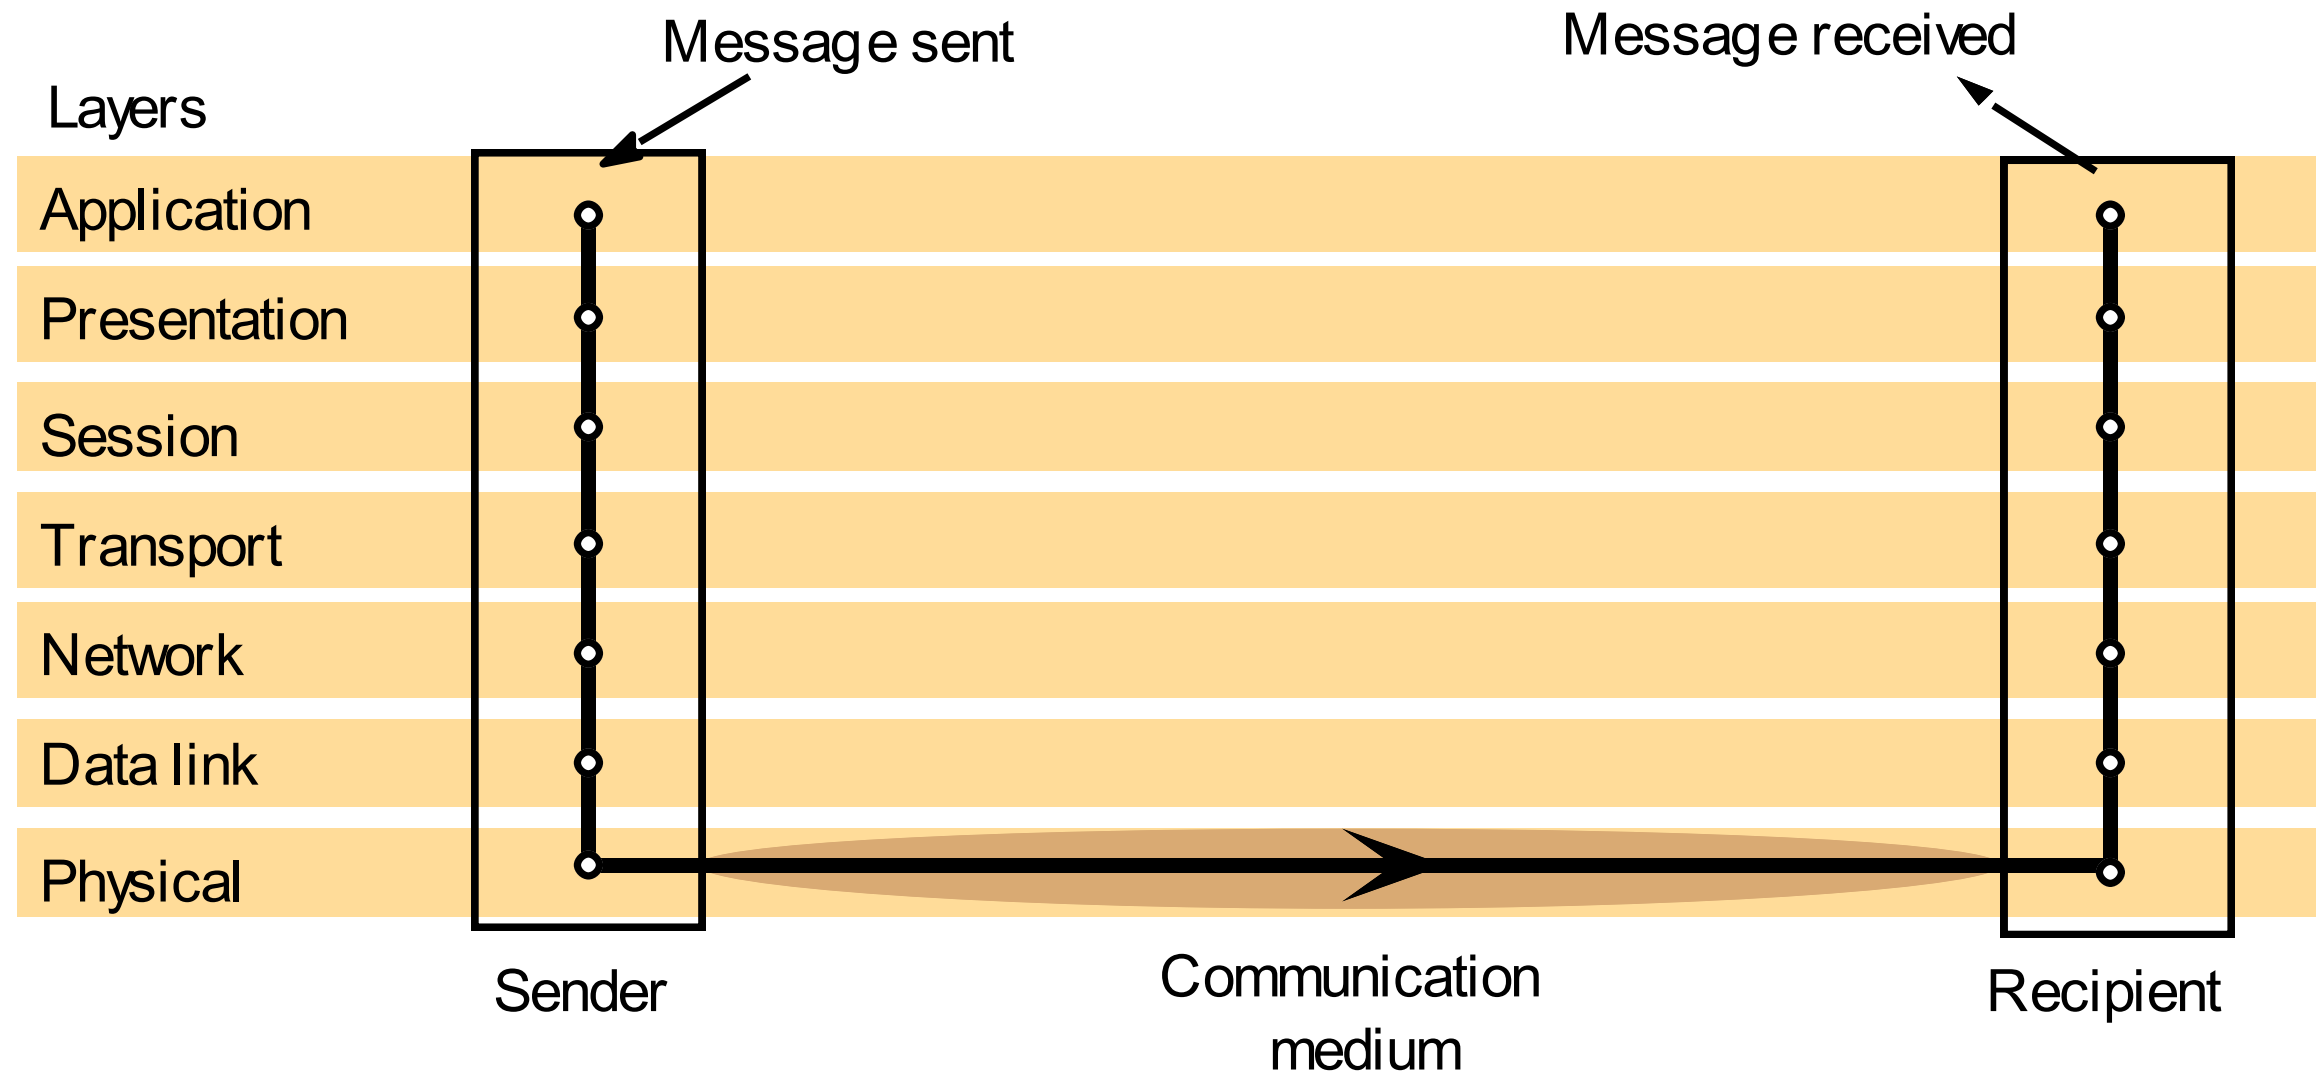 Message sent
Message received
Layers
Application
Presentation
Session
Transport
Network
Data link
Physical
Sender
Communication
medium
Recipient